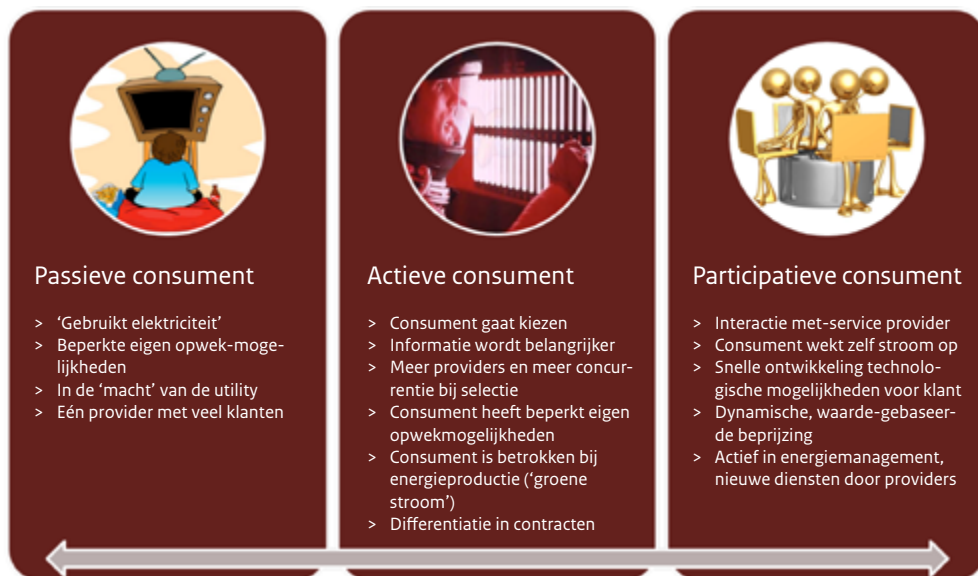 Passieve consument
> ‘Gebruikt elektriciteit’
> Beperkte eigen opwek-moge-
lijkheden
> In de ‘macht’ van de utility
> Eén provider met veel klanten
Actieve consument
> Consument gaat kiezen
> Informatie wordt belangrijker
> Meer providers en meer concur-
rentie bij selectie
> Consument heeft beperkt eigen
opwekmogelijkheden
> Consument is betrokken bij
energieproductie (‘groene
stroom’)
> Differentiatie in contracten
Participatieve consument
> Interactie met-service provider
> Consument wekt zelf stroom op
> Snelle ontwikkeling technolo-
gische mogelijkheden voor klant
> Dynamische, waarde-gebaseer-
de beprijzing
> Actief in energiemanagement,
nieuwe diensten door providers